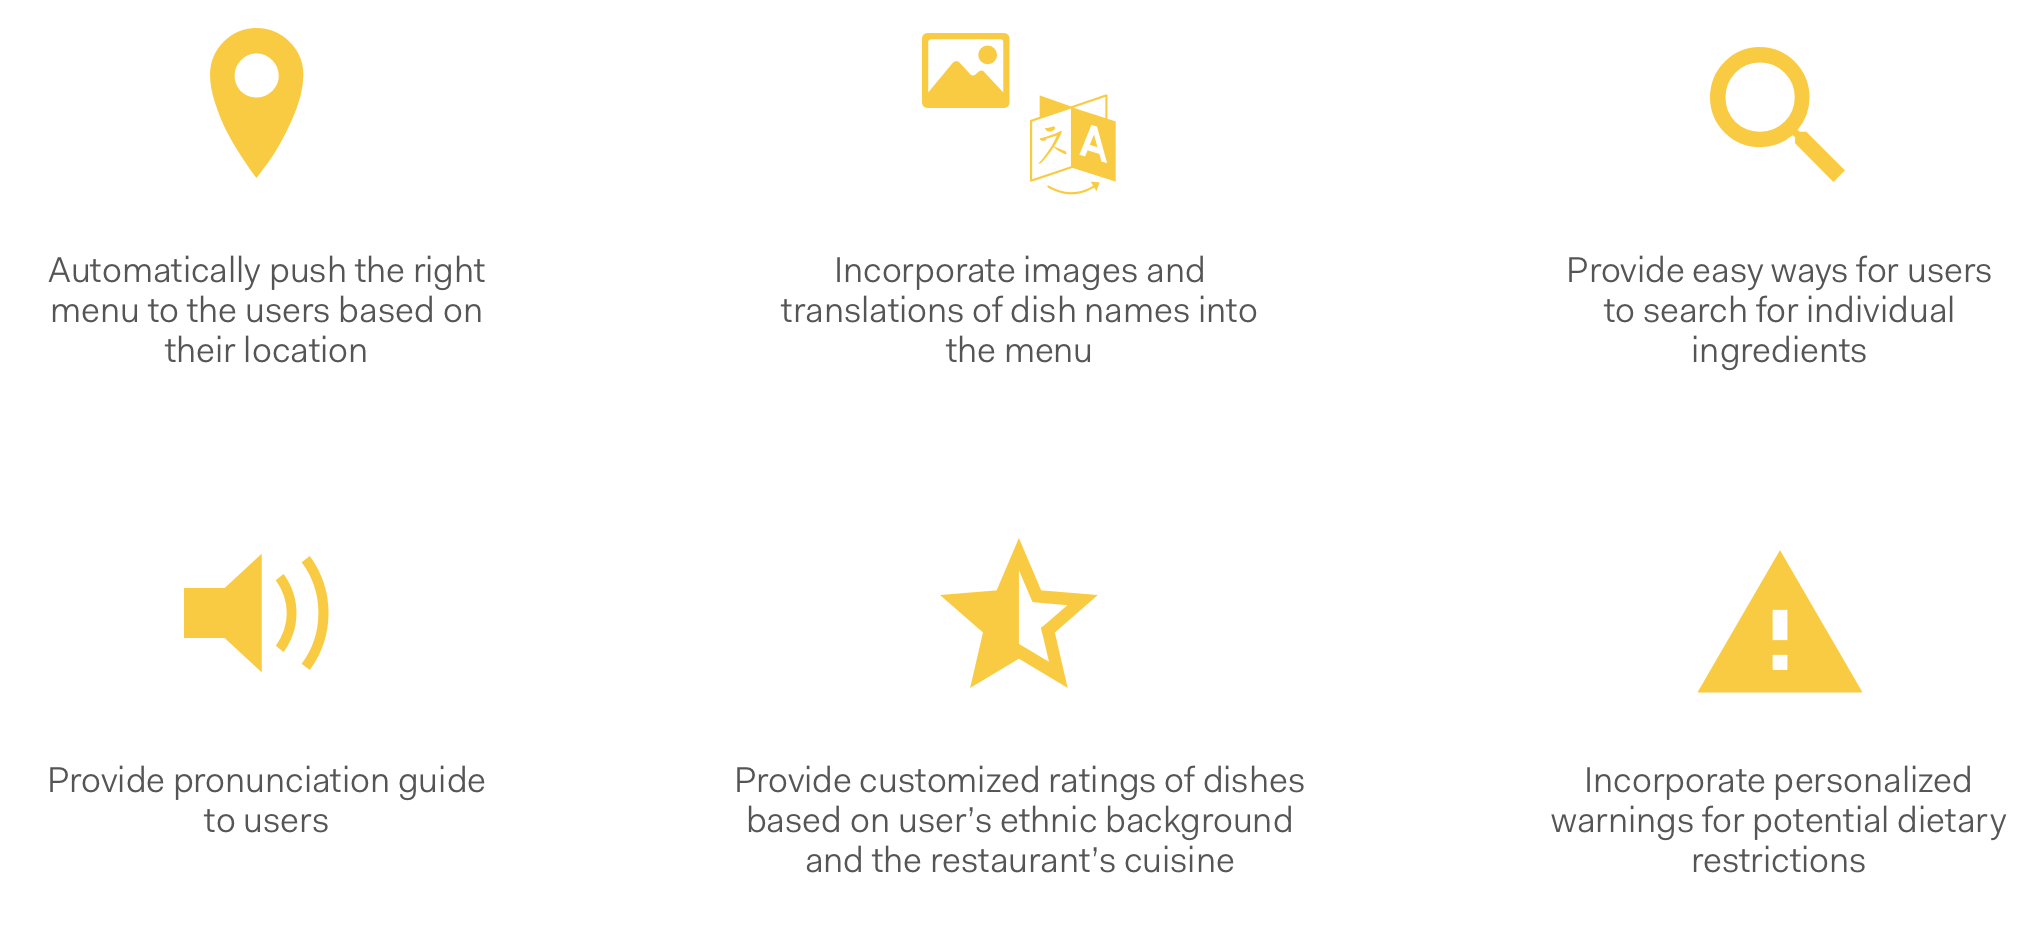 文 A
Automatically push the right
menu to the users based on
their location
Incorporate images and
translations of dish names into
the menu
Provide easy ways for users
to search for individual
ingredients
Provide pronunciation guide
to users
Provide customized ratings of dishes
based on user’s ethnic background
and the restaurant’s cuisine
Incorporate personalized
warnings for potential dietary
restrictions